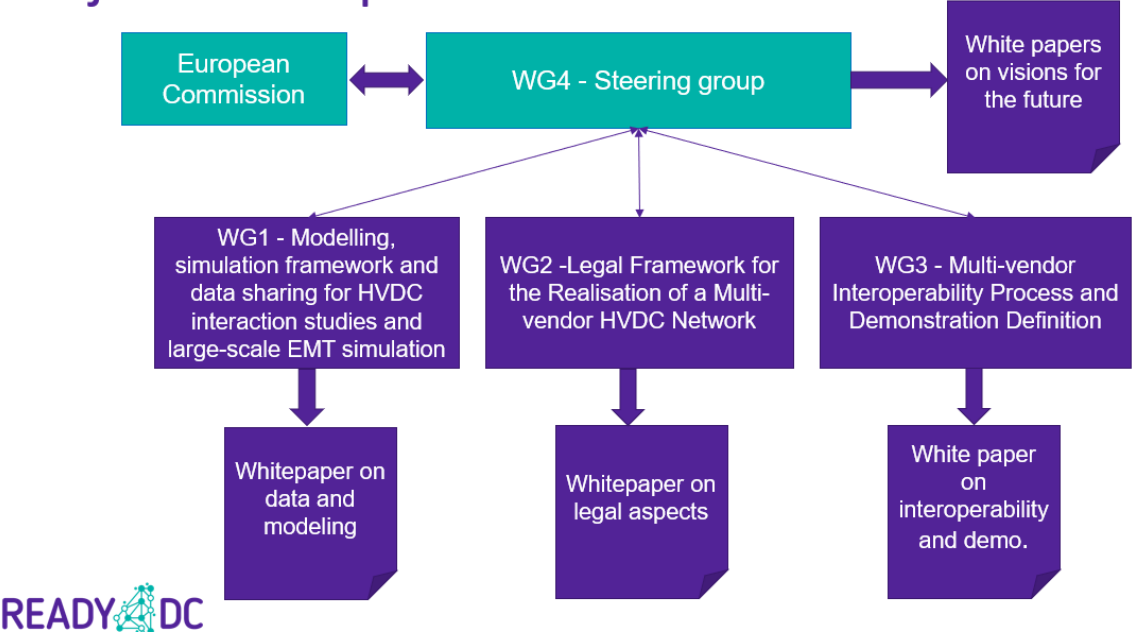 European
Commission
WG4 - Steering group
White papers
on visions for
the future
WG1 - Modelling,
simulation framework and
data sharing for HVDC
interaction studies and
large-scale EMT simulation
WG2 -Legal Framework for
the Realisation of a Multi-
vendor HVDC Network
WG3 - Multi-vendor
Interoperability Process and
Demonstration Definition
Whitepaper on
data and
modeling
Whitepaper on
legal aspects
White paper
on
interoperability
and demo.
READY4DC